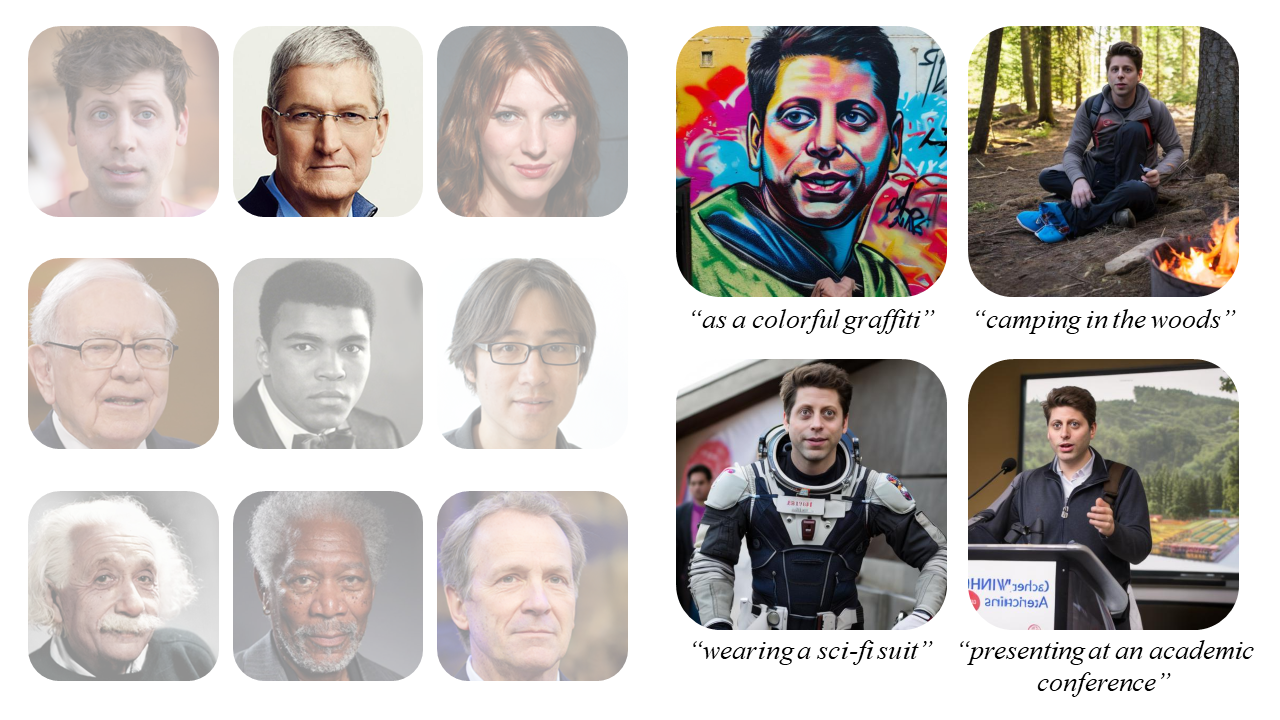 “as a colorful graffiti”
“camping in the woods”
“wearing a sci-fi suit”
“presenting at an academic
conference”